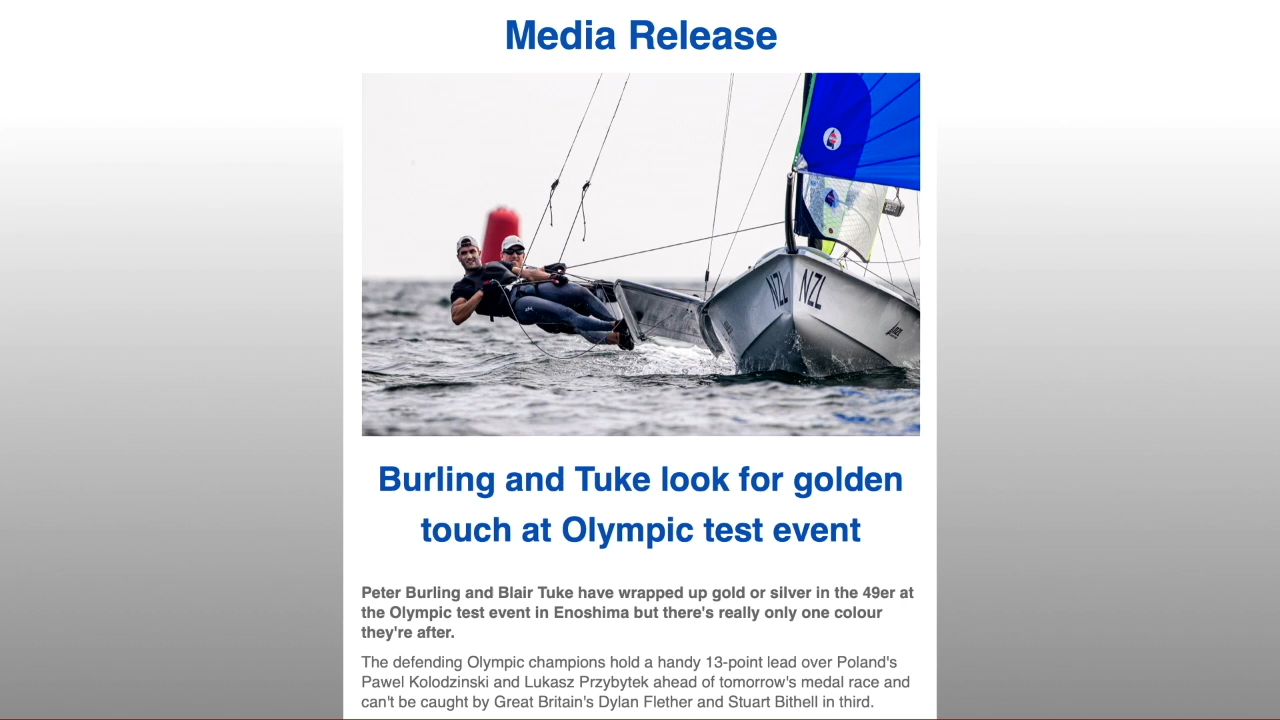 Media Release
NZL NZL
Burling and Tuke look for golden
touch at Olympic test event
Peter Burling and Blair Tuke have wrapped up gold or silver in the 49er at
the Olympic test event in Enoshima but there's really only one colour
they're after.
The defending Olympic champions hold a handy 13-point lead over Poland's
Pawel Kolodzinski and Lukasz Przybytek ahead of tomorrow's medal race and
can't be caught by Great Britain's Dylan Flether and Stuart Bithell in third.